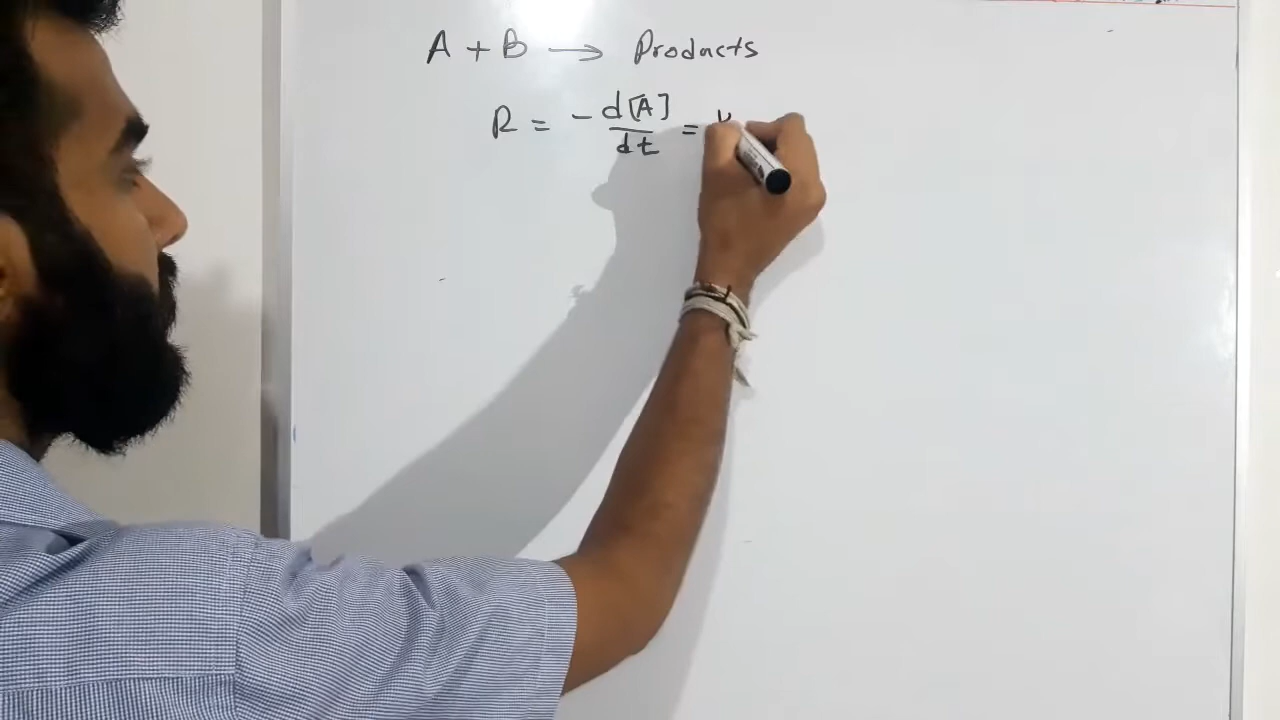 A + B ⟶ Products
R = - d[A]/dt =